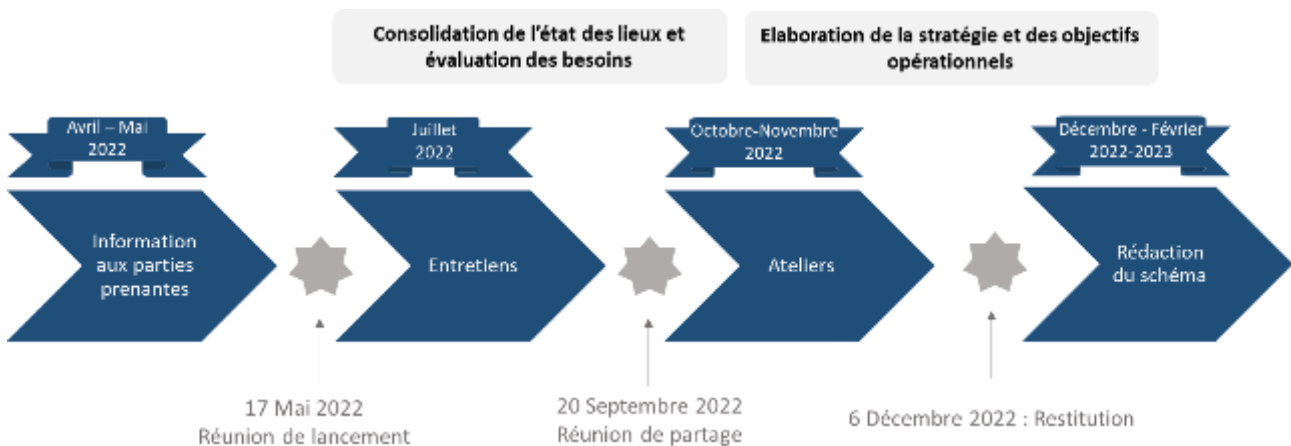 Consolidation de l'état des lieux et
évaluation des besoins
Elaboration de la stratégie et des objectifs
opérationnels
Avril – Mai
2022
Juillet
2022
Octobre-Novembre
2022
Décembre - Février
2022-2023
Information
aux parties
prenantes
Entretiens
Ateliers
Rédaction
du schéma
17 Mai 2022
Réunion de lancement
20 Septembre 2022
Réunion de partage
6 Décembre 2022 : Restitution